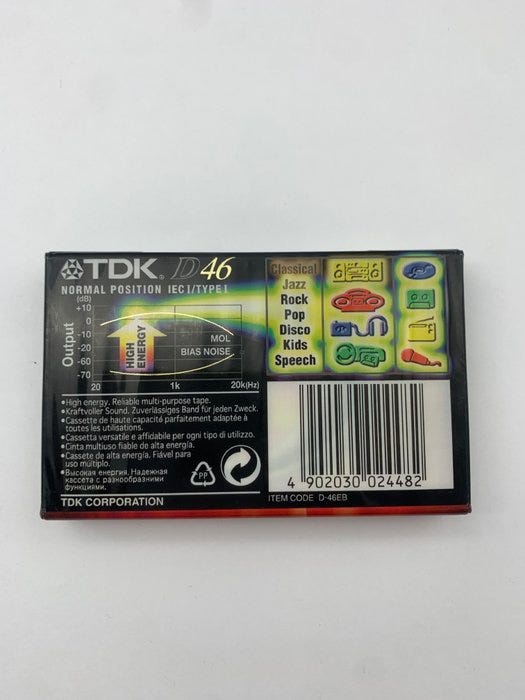 TDK D 46
NORMAL POSITION IEC I/TYPE I
(dB)
+10
0
-10
-20
-60
-70
Output
HIGH ENERGY
MOL
BIAS NOISE
20 1k 20k(Hz)
•High energy. Reliable multi-purpose tape.
•Kraftvoller Sound. Zuverlässiges Band für jeden Zweck.
•Cassette de haute capacité parfaitement adaptée à
toutes les utilisations.
•Cassetta versatile e affidabile per ogni tipo di utilizzo.
•Cinta multiuso fiable de alta energía.
•Cassete de alta energia. Fiável para
uso múltiplo.
•Высокая енергия. Надежная
кассета с разнообразними
функциями.
PP
TDK CORPORATION
Classical
Jazz
Rock
Pop
Disco
Kids
Speech
4 902030 024482
ITEM CODE D-46EB